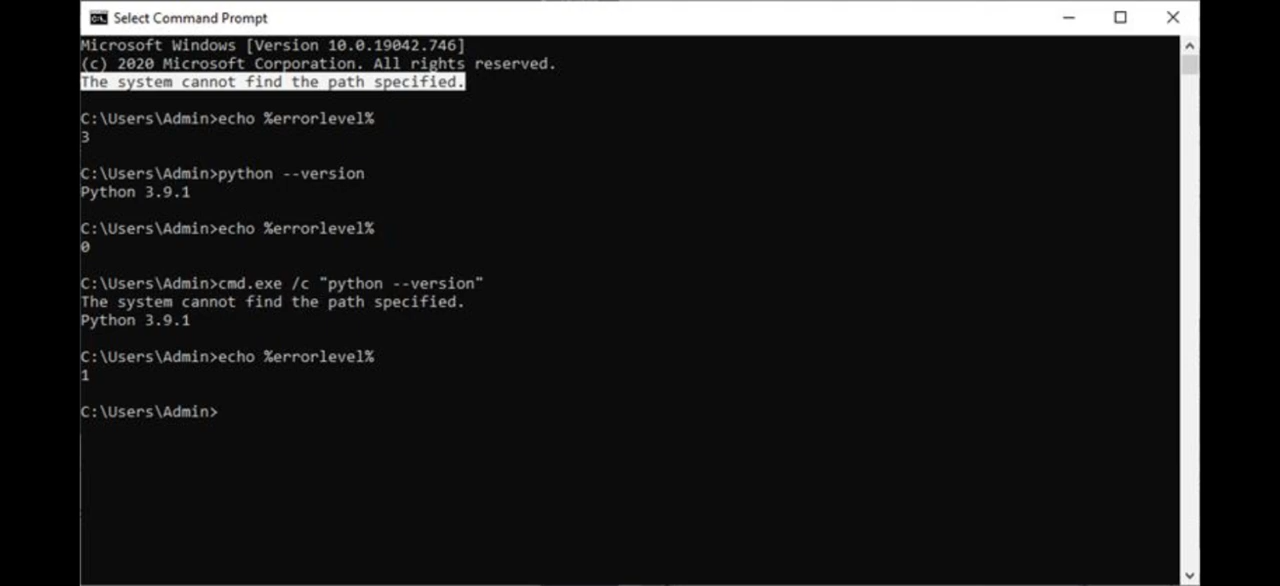 Select Command Prompt
Microsoft Windows [Version 10.0.19042.746]
(c) 2020 Microsoft Corporation. All rights reserved.
The system cannot find the path specified.
C:\Users\Admin>echo %errorlevel%
3
C:\Users\Admin>python --version
Python 3.9.1
C:\Users\Admin>echo %errorlevel%
0
C:\Users\Admin>cmd.exe /c "python --version"
The system cannot find the path specified.
Python 3.9.1
C:\Users\Admin>echo %errorlevel%
1
C:\Users\Admin>